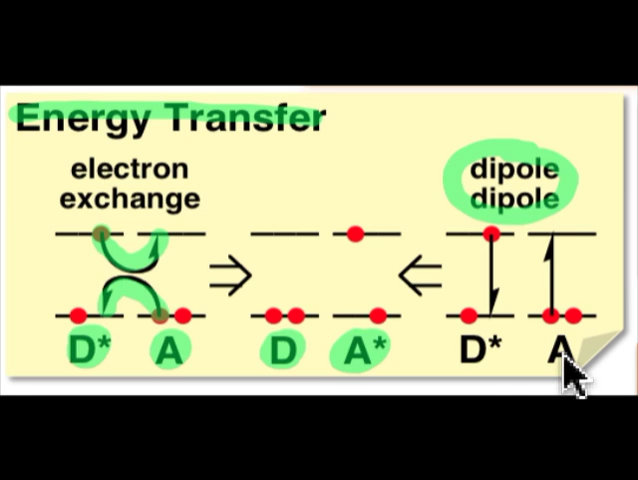 Energy Transfer
electron
exchange
dipole
dipole
D* A D A* D* A